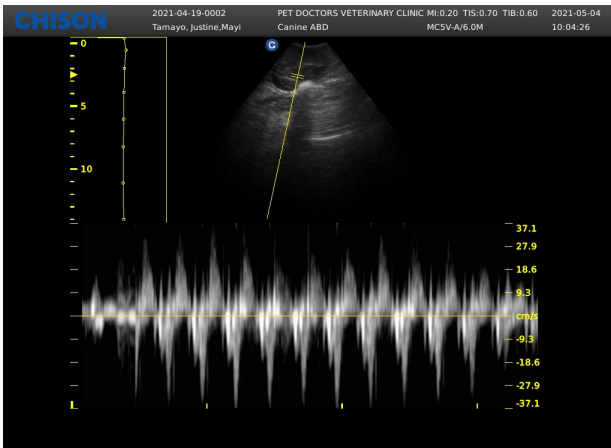 CHISON
2021-04-19-0002 PET DOCTORS VETERINARY CLINIC MI:0.20 TIS:0.70 TIB:0.60 2021-05-04
Tamayo, Justine,Mayi Canine ABD MC5V-A/6.0M 10:04:26
0
C
5
10
37.1
27.9
18.6
9.3
cm/s
-9.3
-18.6
-27.9
-37.1